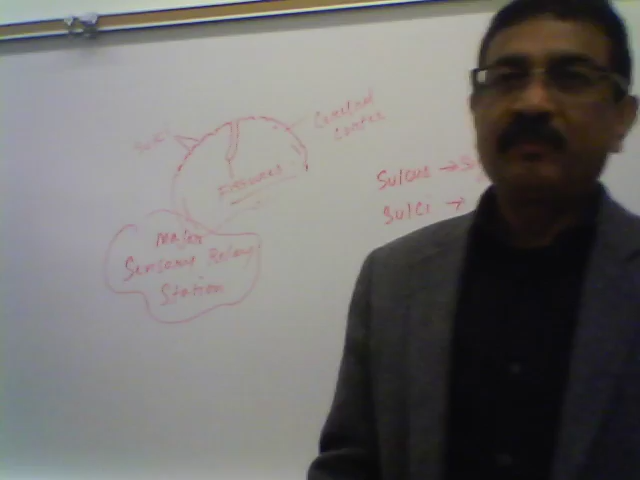 Sulci
Cerebral
Cortex
Fissures
Sulcus → S
Sulci →
Major
Sensory Relay
Station